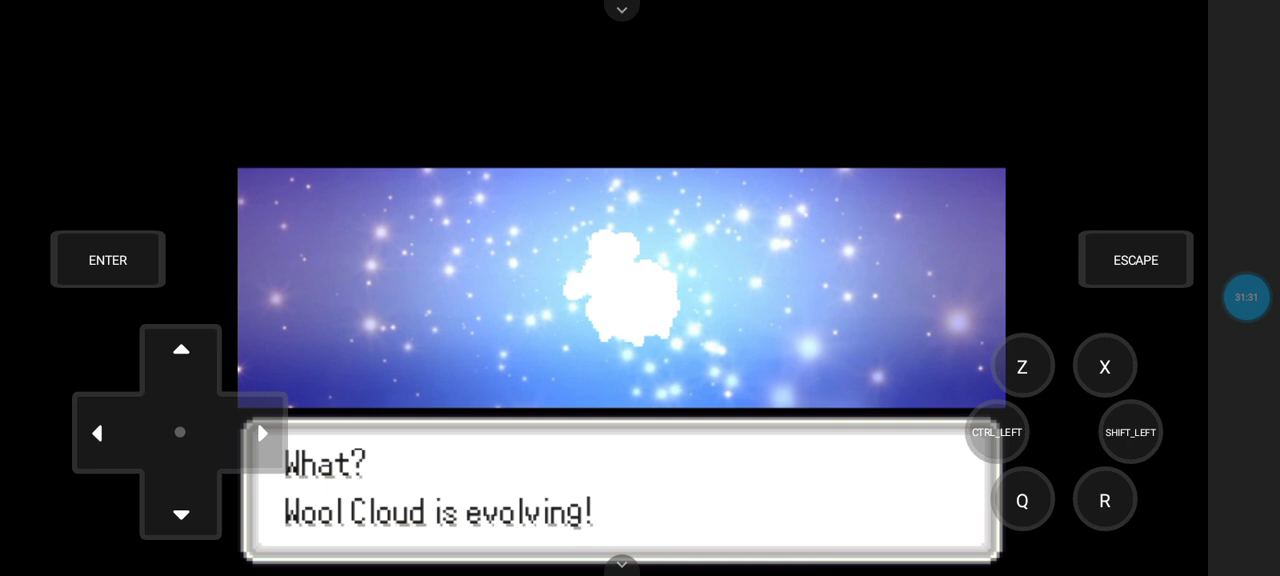 ENTER
ESCAPE
31:31
Z
X
CTRL_LEFT
SHIFT_LEFT
What?
Wool Cloud is evolving!
Q
R